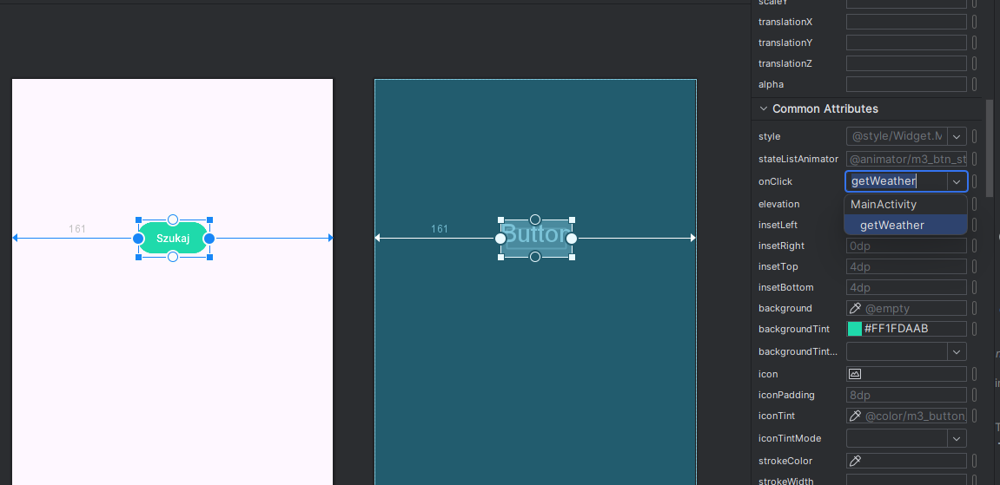 scaleY
translationX
translationY
translationZ
alpha
Common Attributes
style @style/Widget.M
stateListAnimator @animator/m3_btn_st
onClick getWeather
elevation MainActivity
insetLeft getWeather
insetRight 0dp
insetTop 4dp
insetBottom 4dp
background @empty
backgroundTint #FF1FDAAB
backgroundTint...
icon
iconPadding 8dp
iconTint @color/m3_button_
iconTintMode
strokeColor
strokeWidth
161
Szukaj
161
Button